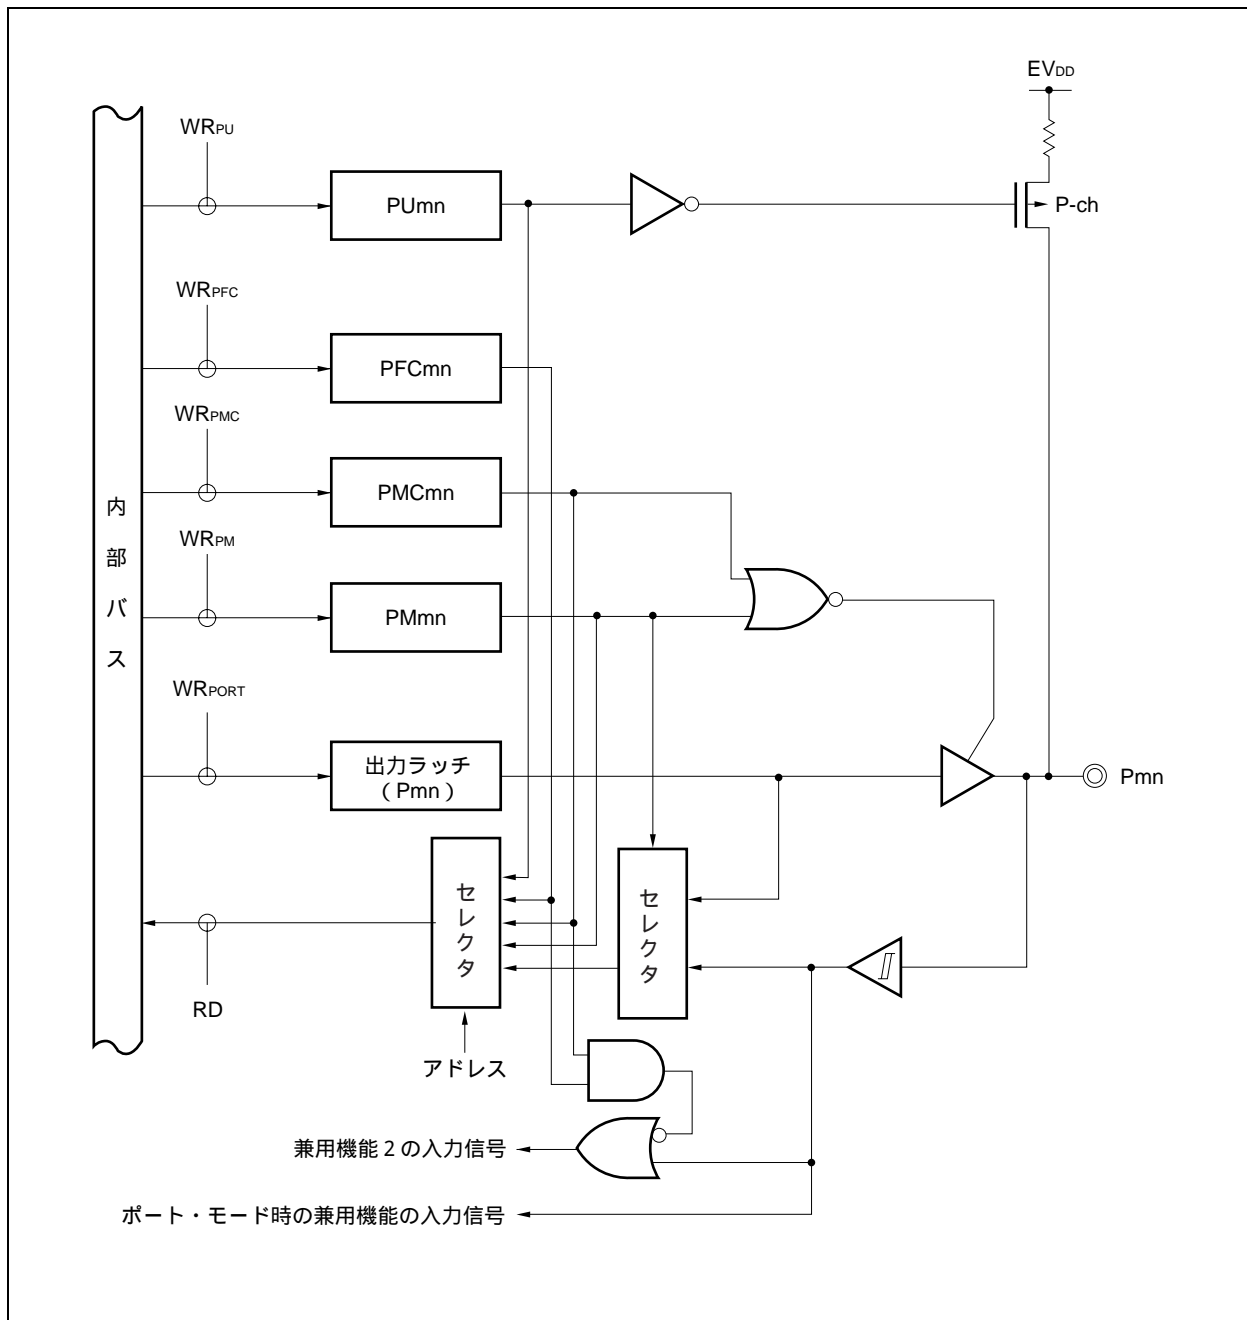 EVDD
WRPU
PUmn
P-ch
WRPFC
PFCmn
WRPMC
PMCmn
内部バス
WRPM
PMmn
WRPORT
出力ラッチ
(Pmn)
Pmn
セレクタ
セレクタ
RD
アドレス
兼用機能2の入力信号
ポート・モード時の兼用機能の入力信号